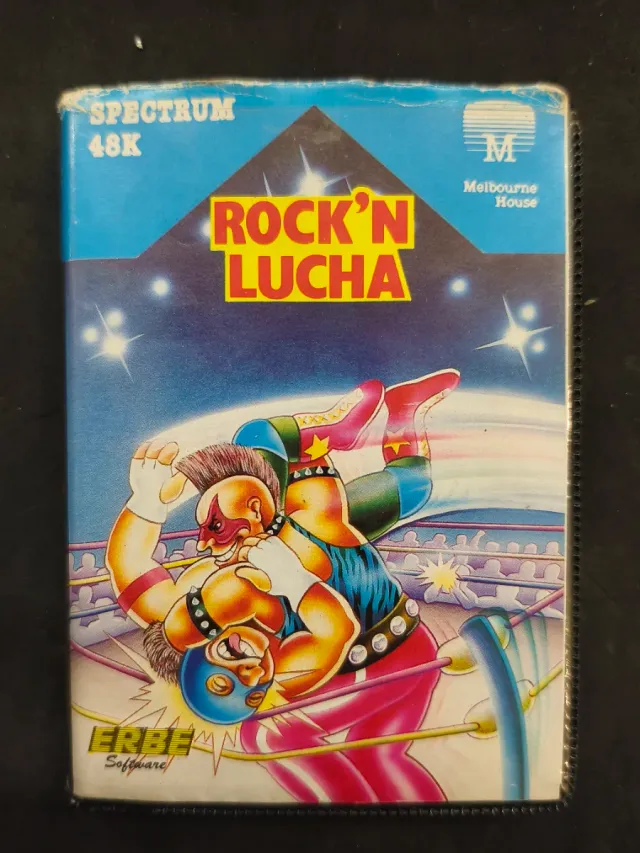 SPECTRUM
48K
M
Melbourne
House
ROCK'N
LUCHA
ERBE
Software